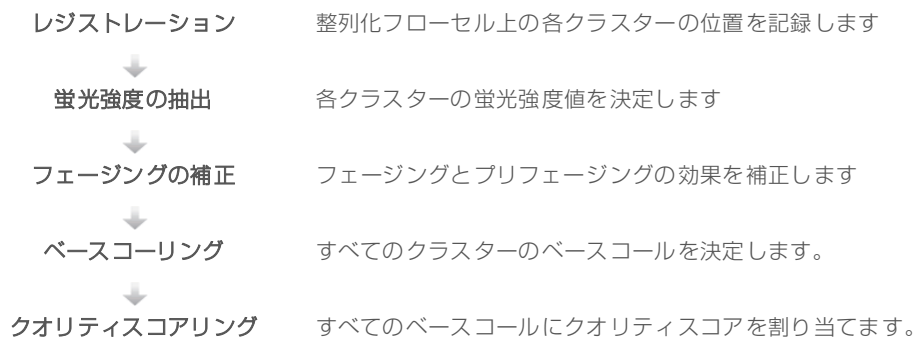 レジストレーション 整列化フローセル上の各クラスターの位置を記録します
蛍光強度の抽出 各クラスターの蛍光強度値を決定します
フェージングの補正 フェージングとプリフェージングの効果を補正します
ベースコーリング すべてのクラスターのベースコールを決定します。
クオリティスコアリング すべてのベースコールにクオリティスコアを割り当てます。